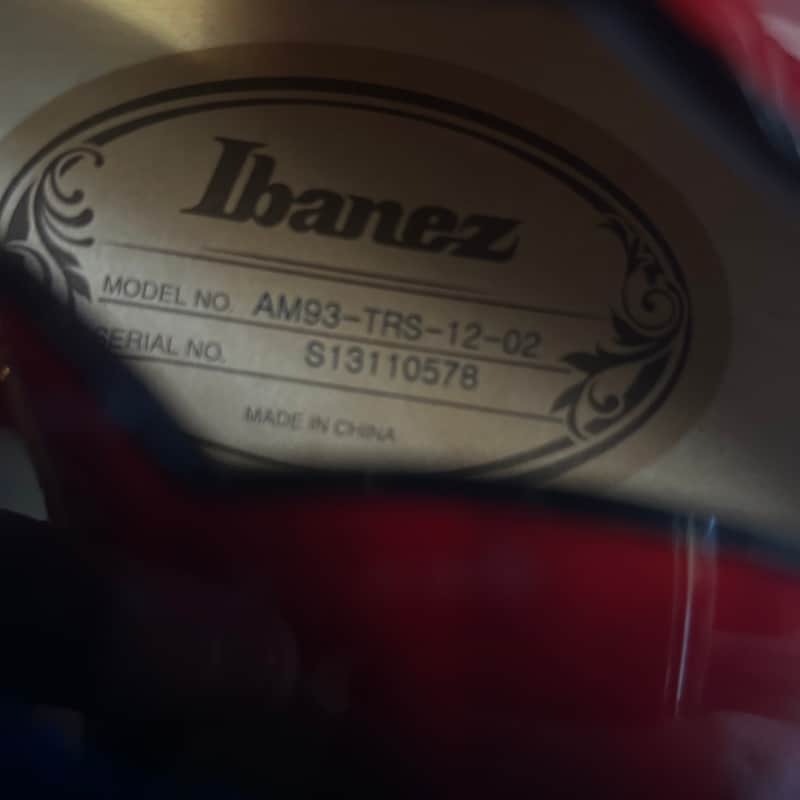 Ibanez
MODEL NO. AM93-TRS-12-02
SERIAL NO. S13110578
MADE IN CHINA